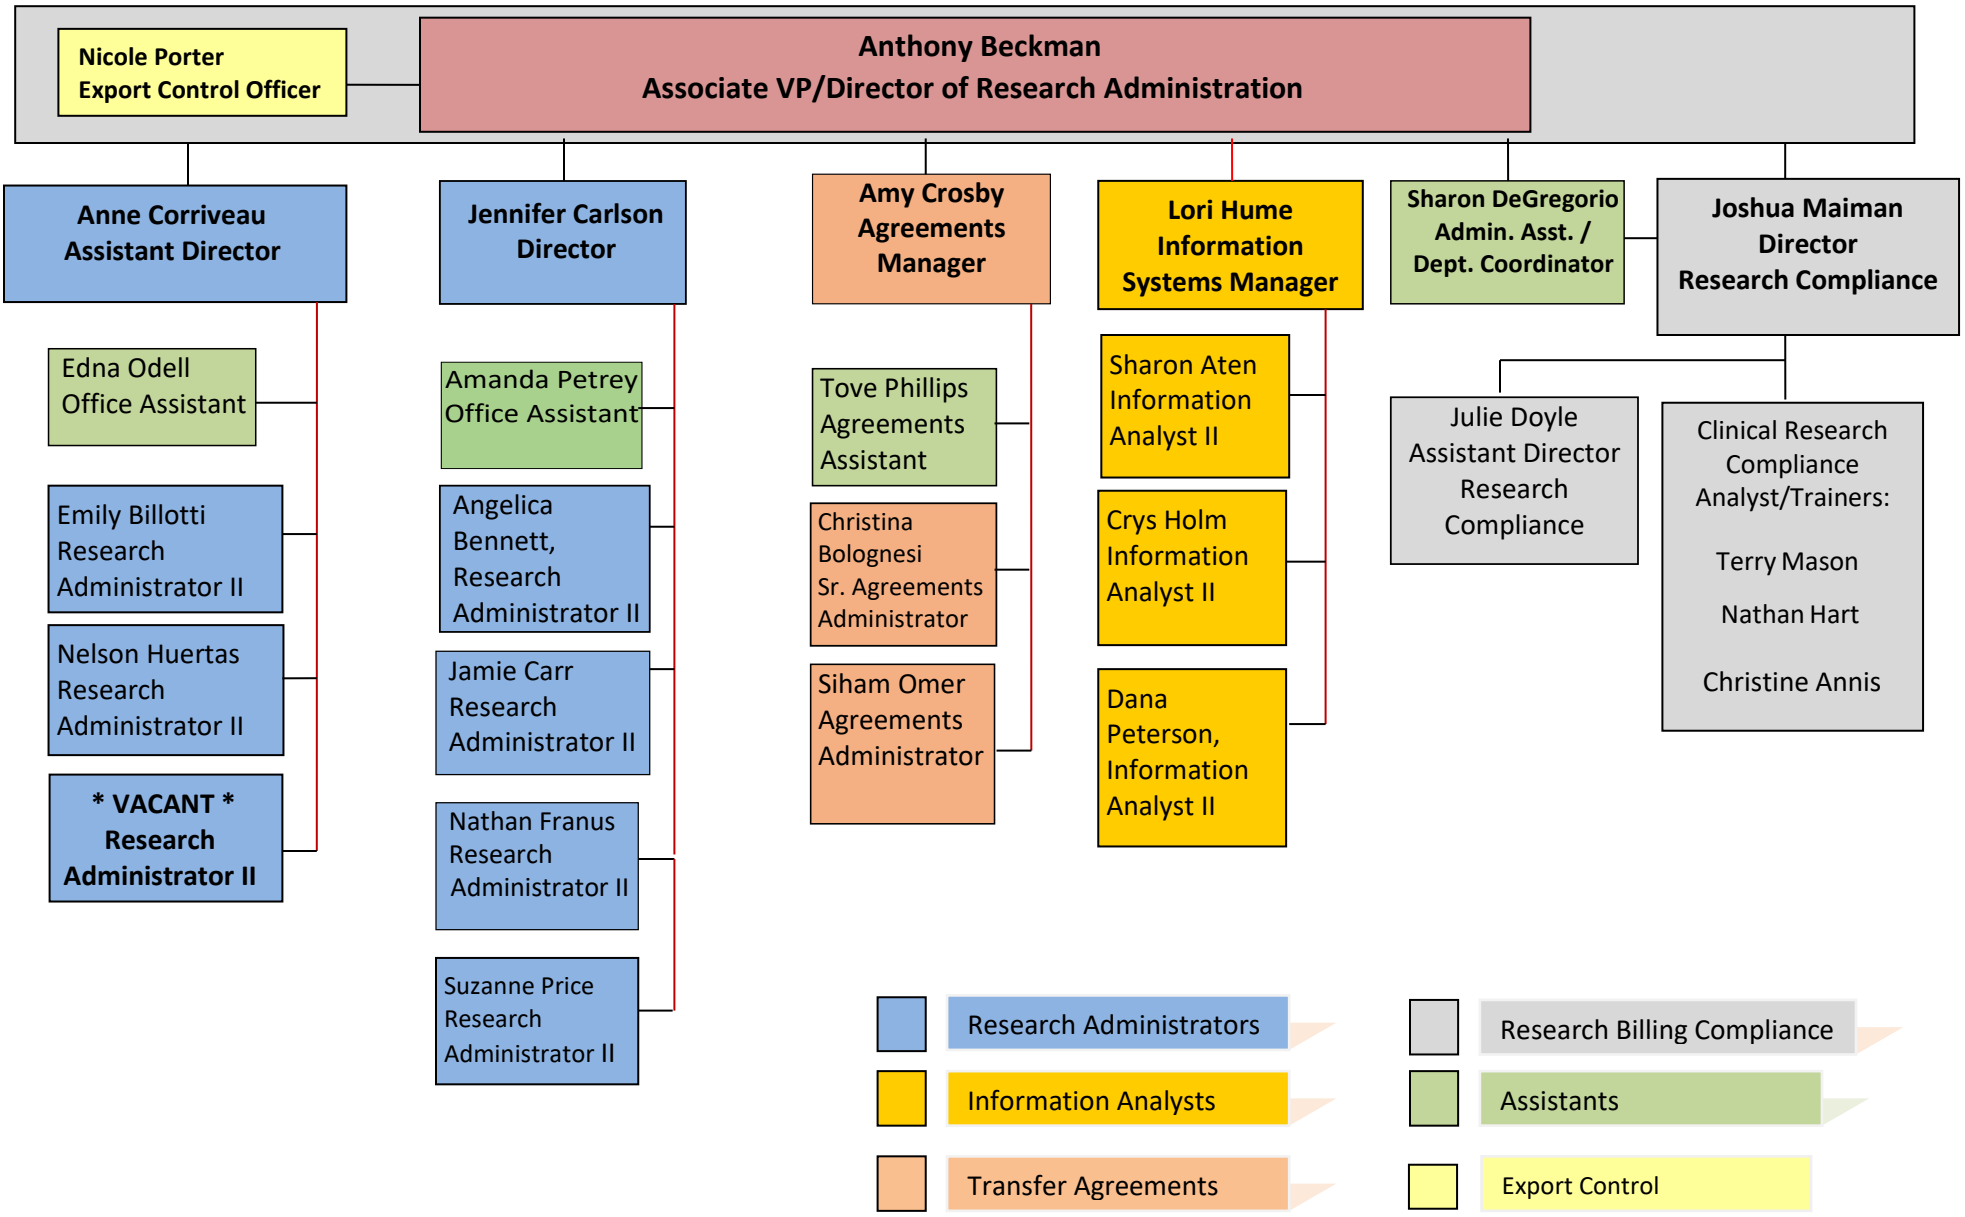 Nicole Porter
Export Control Officer
Anthony Beckman
Associate VP/Director of Research Administration
Anne Corriveau
Assistant Director
Edna Odell
Office Assistant
Emily Billotti
Research
Administrator II
Nelson Huertas
Research
Administrator II
* VACANT *
Research
Administrator II
Jennifer Carlson
Director
Amanda Petrey
Office Assistant
Angelica
Bennett,
Research
Administrator II
Jamie Carr
Research
Administrator II
Nathan Franus
Research
Administrator II
Suzanne Price
Research
Administrator II
Amy Crosby
Agreements
Manager
Tove Phillips
Agreements
Assistant
Christina
Bolognesi
Sr. Agreements
Administrator
Siham Omer
Agreements
Administrator
Lori Hume
Information
Systems Manager
Sharon Aten
Information
Analyst II
Crys Holm
Information
Analyst II
Dana
Peterson,
Information
Analyst II
Sharon DeGregorio
Admin. Asst. /
Dept. Coordinator
Joshua Maiman
Director
Research Compliance
Julie Doyle
Assistant Director
Research
Compliance
Clinical Research
Compliance
Analyst/Trainers:
Terry Mason
Nathan Hart
Christine Annis
Research Administrators
Information Analysts
Transfer Agreements
Research Billing Compliance
Assistants
Export Control